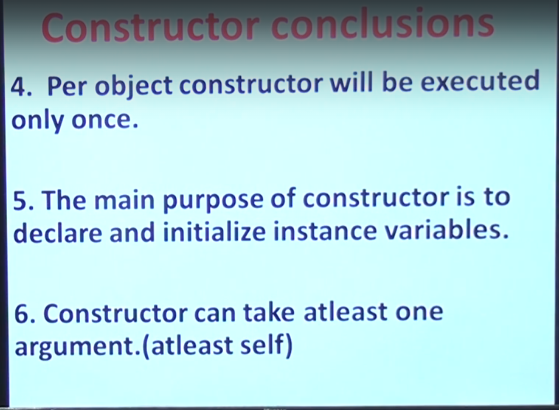 Constructor conclusions
4. Per object constructor will be executed
only once.
5. The main purpose of constructor is to
declare and initialize instance variables.
6. Constructor can take atleast one
argument.(atleast self)